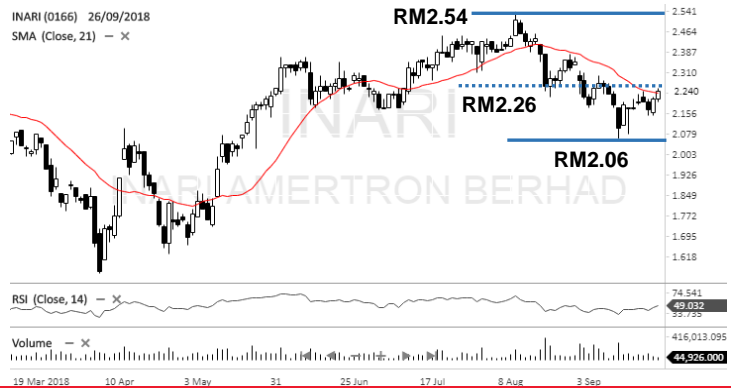 INARI (0166) 26/09/2018
SMA (Close, 21) — ✕
RM2.54
RM2.26
RM2.06
INARI
INARI AMERTRON BERHAD
2.541
2.464
2.387
2.310
2.240
2.156
2.079
2.003
1.926
1.849
1.772
1.695
1.618
RSI (Close, 14) — ✕
74.541
49.032
33.735
Volume — ✕
416,013.095
44,926.000
19 Mar 2018 10 Apr 3 May 31 25 Jun 17 Jul 8 Aug 3 Sep